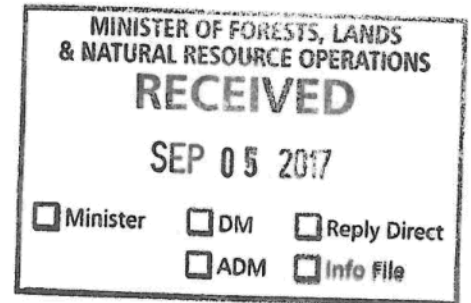 MINISTER OF FORESTS, LANDS
& NATURAL RESOURCE OPERATIONS
RECEIVED
SEP 05 2017
Minister DM Reply Direct
ADM Info File